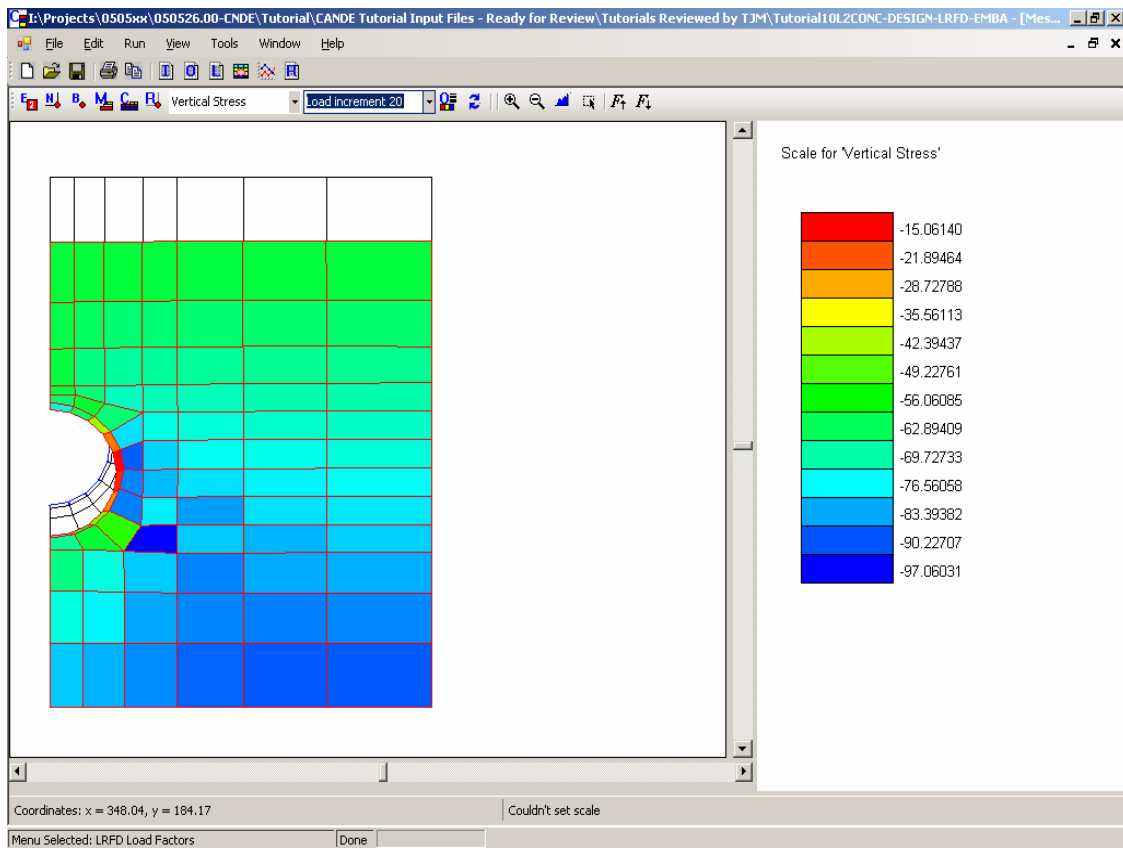 I:\Projects\0505xx\050526.00-CNDE\Tutorial\CANDE Tutorial Input Files - Ready for Review\Tutorials Reviewed by TJM\Tutorial10L2CONC-DESIGN-LRFD-EMBA - [Mes...
File Edit Run View Tools Window Help
Vertical Stress Load increment 20
Scale for 'Vertical Stress'
-15.06140
-21.89464
-28.72788
-35.56113
-42.39437
-49.22761
-56.06085
-62.89409
-69.72733
-76.56058
-83.39382
-90.22707
-97.06031
Coordinates: x = 348.04, y = 184.17 Couldn't set scale
Menu Selected: LRFD Load Factors Done